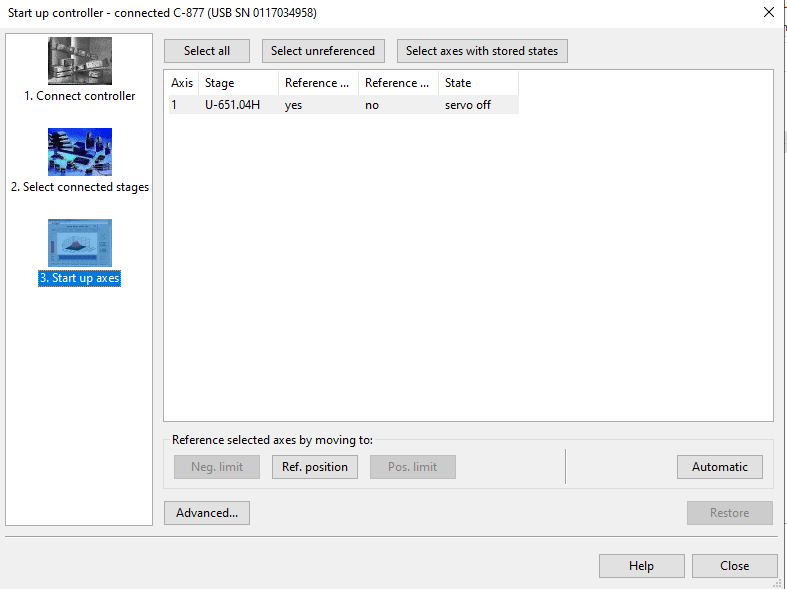 Start up controller - connected C-877 (USB SN 0117034958)
1. Connect controller
2. Select connected stages
3. Start up axes
Select all Select unreferenced Select axes with stored states
Axis Stage Reference ... Reference ... State
1 U-651.04H yes no servo off
Reference selected axes by moving to:
Neg. limit Ref. position Pos. limit Automatic
Advanced... Restore
Help Close